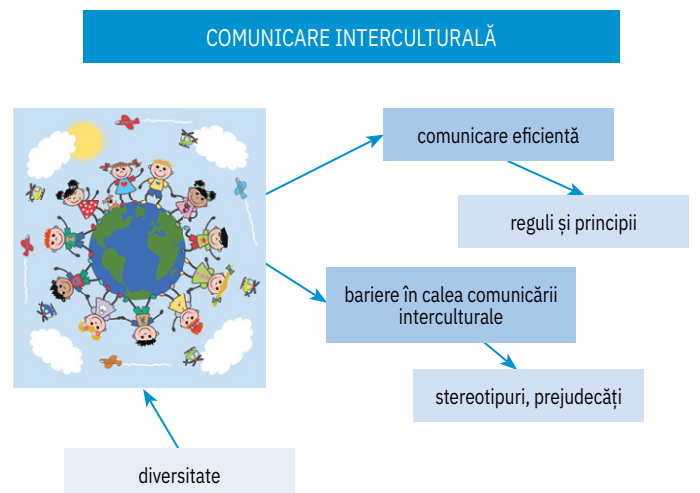 COMUNICARE INTERCULTURALĂ
comunicare eficientă
reguli și principii
bariere în calea comunicării
interculturale
stereotipuri, prejudecăți
diversitate